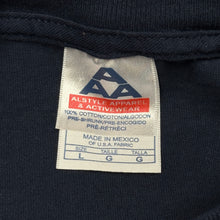 AAA
ALSTYLE APPAREL
& ACTIVEWEAR
100% COTTON/COTON/ALGODON
PRE-SHRUNK/PRE-ENCOGIDO
PRÉ-RÉTRÉCI
MADE IN MEXICO
OF U.S.A. FABRIC
SIZE TAILLE TALLA
L G G